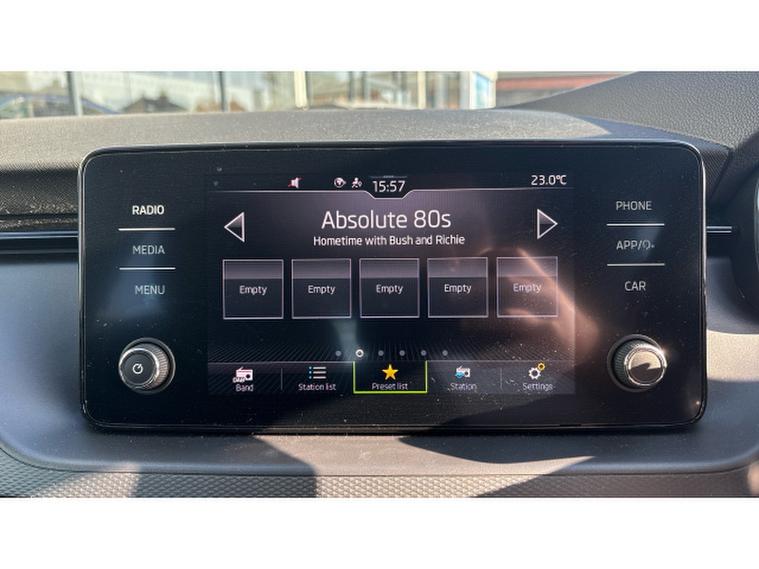 15:57
23.0°C
RADIO
MEDIA
MENU
Absolute 80s
Hometime with Bush and Richie
Empty
Empty
Empty
Empty
Empty
DAB
Band
Station list
Preset list
Station
Settings
PHONE
APP/
CAR